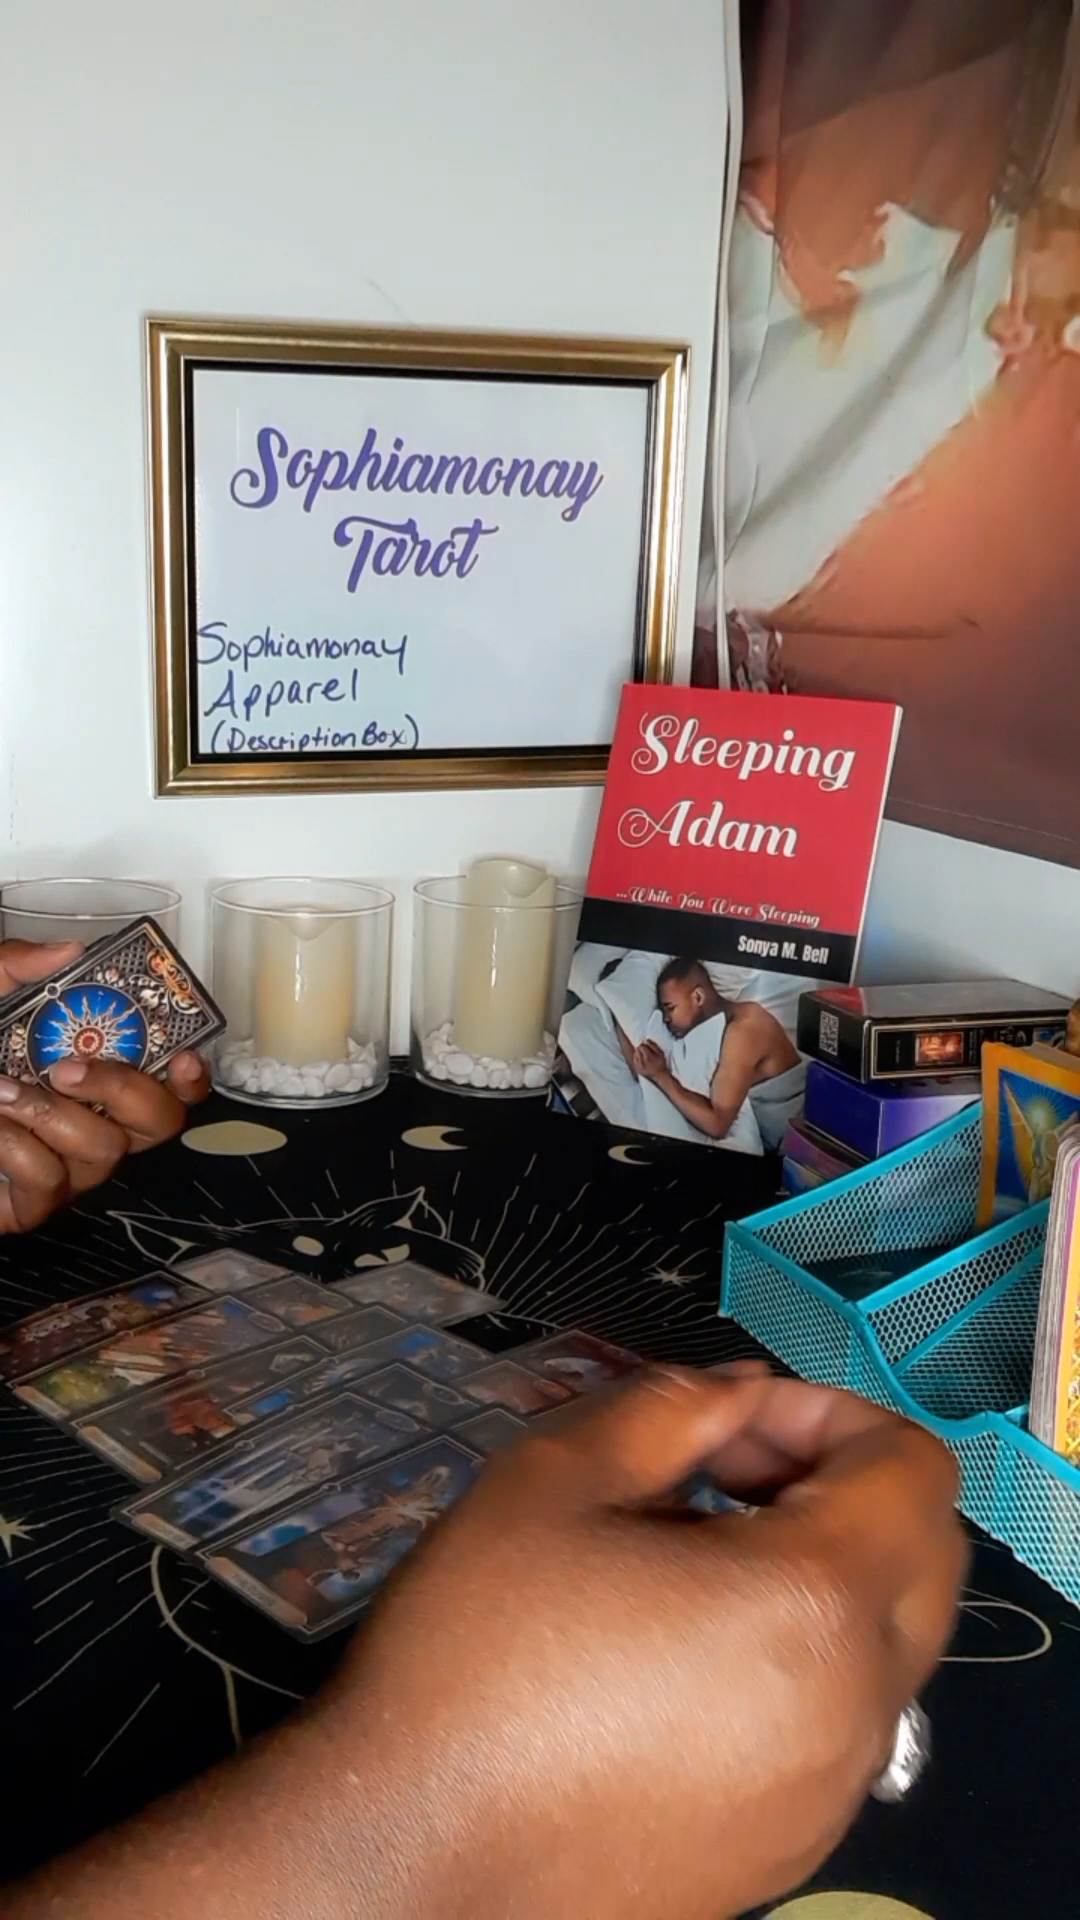 Sophiamonay
Tarot
Sophiamonay
Apparel
(Description Box)
Sleeping
Adam
...While You Were Sleeping
Sonya M. Bell